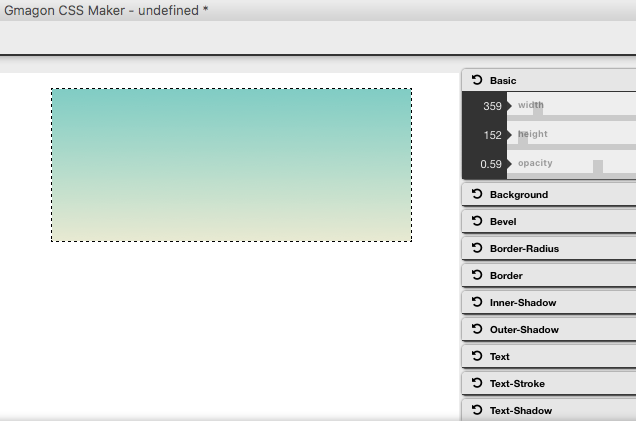 Gmagon CSS Maker - undefined *
Basic
359 width
152 height
0.59 opacity
Background
Bevel
Border-Radius
Border
Inner-Shadow
Outer-Shadow
Text
Text-Stroke
Text-Shadow